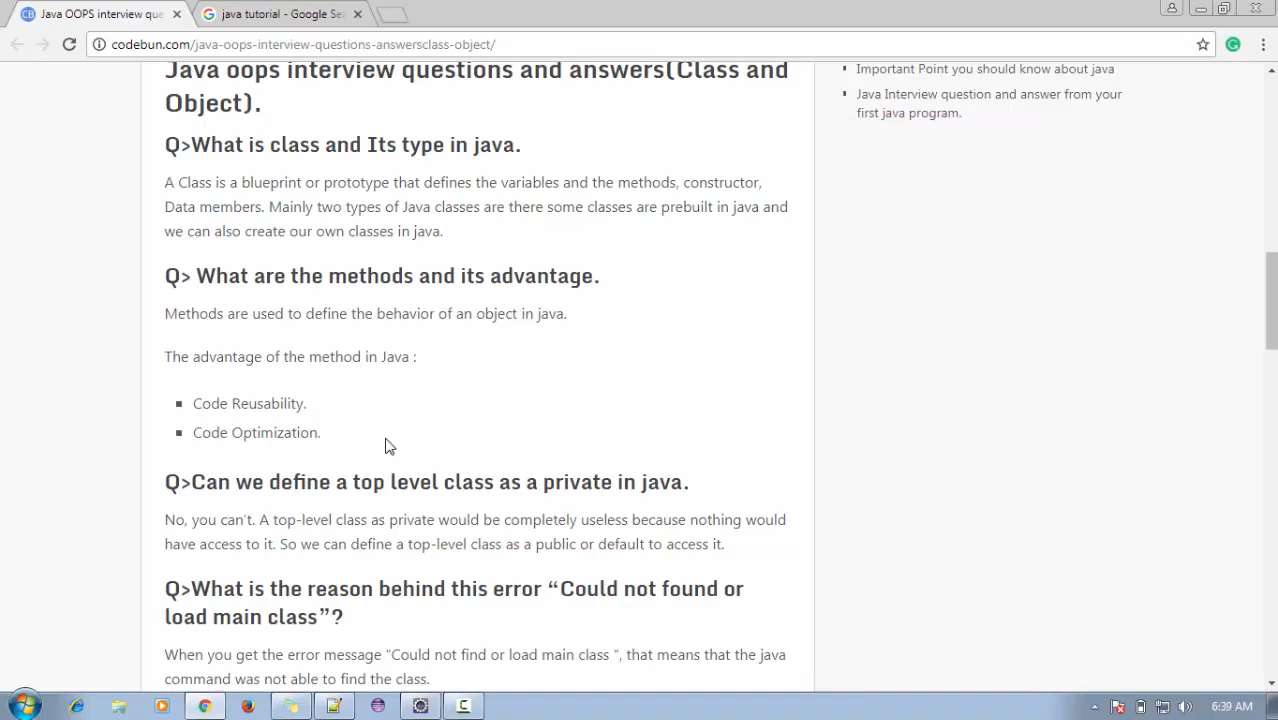 Java OOPS interview que
java tutorial - Google Sea
codebun.com/java-oops-interview-questions-answersclass-object/
Java oops interview questions and answers(Class and
Object).
Q>What is class and Its type in java.
A Class is a blueprint or prototype that defines the variables and the methods, constructor,
Data members. Mainly two types of Java classes are there some classes are prebuilt in java and
we can also create our own classes in java.
Q> What are the methods and its advantage.
Methods are used to define the behavior of an object in java.
The advantage of the method in Java :
Code Reusability.
Code Optimization.
Q>Can we define a top level class as a private in java.
No, you can't. A top-level class as private would be completely useless because nothing would
have access to it. So we can define a top-level class as a public or default to access it.
Q>What is the reason behind this error “Could not found or
load main class”?
When you get the error message “Could not find or load main class “, that means that the java
command was not able to find the class.
Important Point you should know about java
Java Interview question and answer from your
first java program.
6:39 AM